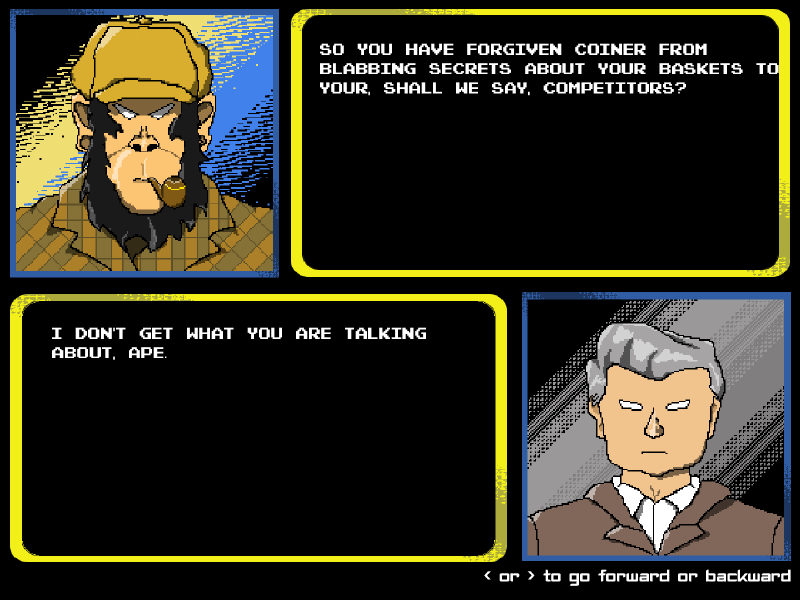 SO YOU HAVE FORGIVEN COINER FROM
BLABBING SECRETS ABOUT YOUR BASKETS TO
YOUR, SHALL WE SAY, COMPETITORS?
I DON'T GET WHAT YOU ARE TALKING
ABOUT, APE.
< or > to go forward or backward